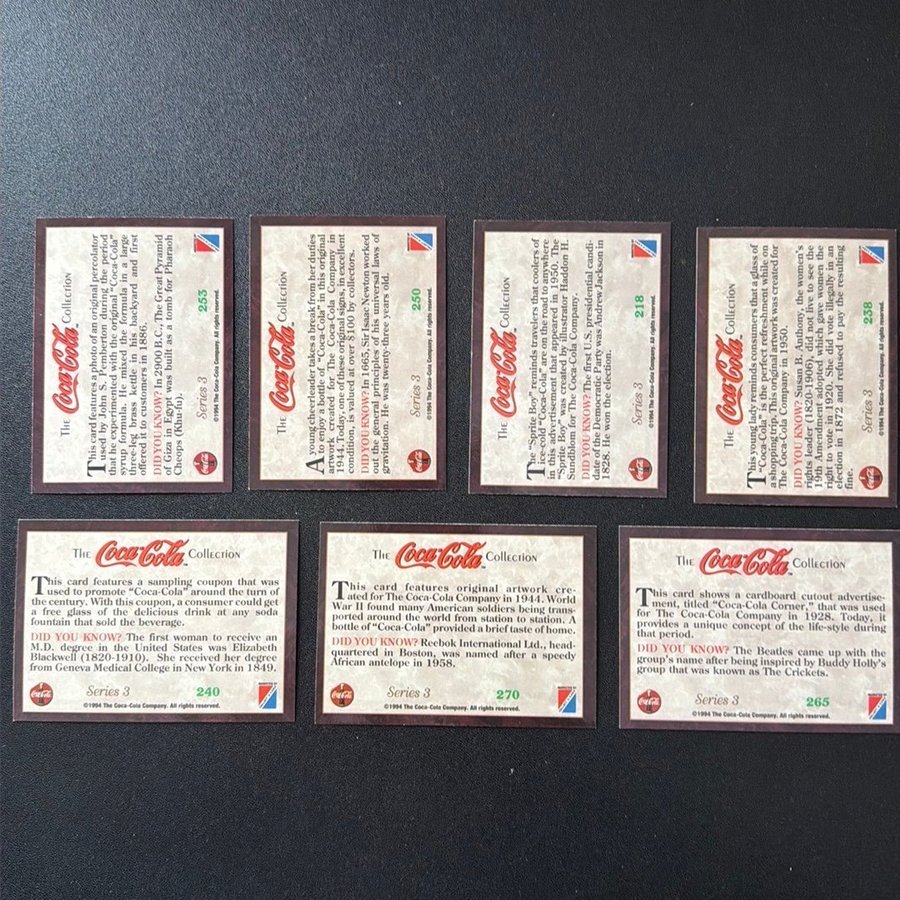 The Coca-Cola Collection
This card features a photo of an original percolator
used by John S. Pemberton during the period
that he experimented with the original "Coca-Cola"
syrup formula. He mixed the formula in a large
three-leg brass kettle in his backyard and first
offered it to customers in 1886.
DID YOU KNOW? In 2900 B.C., The Great Pyramid
of Giza in Egypt was built as a tomb for Pharaoh
Cheops (Khu-fu).
Series 3 253
©1994 The Coca-Cola Company. All rights reserved.
The Coca-Cola Collection
A young cheerleader takes a break from her duties
to enjoy a bottle of "Coca-Cola" in this original
artwork created for The Coca-Cola Company in
1944. Today, one of these original signs, in excellent
condition, is valued at over $100 by collectors.
DID YOU KNOW? In 1665, Sir Isaac Newton worked
out the general principles of his universal laws of
gravitation. He was twenty-three years old.
Series 3 250
©1994 The Coca-Cola Company. All rights reserved.
The Coca-Cola Collection
The "Sprite Boy" reminds travelers that coolers of
ice-cold "Coca-Cola" are on the road to anywhere
in this advertisement that appeared in 1950. The
"Sprite Boy" was created by illustrator Haddon H.
Sundblom for The Coca-Cola Company.
DID YOU KNOW? The first U.S. presidential candi-
date of the Democratic Party was Andrew Jackson in
1828. He won the election.
Series 3 218
©1994 The Coca-Cola Company. All rights reserved.
The Coca-Cola Collection
This young lady reminds consumers that a glass of
"Coca-Cola" is the perfect refreshment while on
a shopping trip. This original artwork was created for
The Coca-Cola Company in 1950.
DID YOU KNOW? Susan B. Anthony, the women's
rights leader (1820-1906), did not live to see the
19th Amendment adopted which gave women the
right to vote in 1920. She did vote illegally in an
election in 1872 and refused to pay the resulting
fine.
Series 3 238
©1994 The Coca-Cola Company. All rights reserved.
The Coca-Cola Collection
This card features a sampling coupon that was
used to promote "Coca-Cola" around the turn of
the century. With this coupon, a consumer could get
a free glass of the delicious drink at any soda
fountain that sold the beverage.
DID YOU KNOW? The first woman to receive an
M.D. degree in the United States was Elizabeth
Blackwell (1820-1910). She received her degree
from Geneva Medical College in New York in 1849.
Coca-Cola Series 3 240
©1994 The Coca-Cola Company. All rights reserved.
The Coca-Cola Collection
This card features original artwork cre-
ated for The Coca-Cola Company in 1944. World
War II found many American soldiers being trans-
ported around the world from station to station. A
bottle of "Coca-Cola" provided a brief taste of home.
DID YOU KNOW? Reebok International Ltd., head-
quartered in Boston, was named after a speedy
African antelope in 1958.
Coca-Cola Series 3 270
©1994 The Coca-Cola Company. All rights reserved.
The Coca-Cola Collection
This card shows a cardboard cutout advertise-
ment, titled "Coca-Cola Corner," that was used
for The Coca-Cola Company in 1928. Today, it
provides a unique concept of the life-style during
that period.
DID YOU KNOW? The Beatles came up with the
group's name after being inspired by Buddy Holly's
group that was known as The Crickets.
Coca-Cola Series 3 265
©1994 The Coca-Cola Company. All rights reserved.